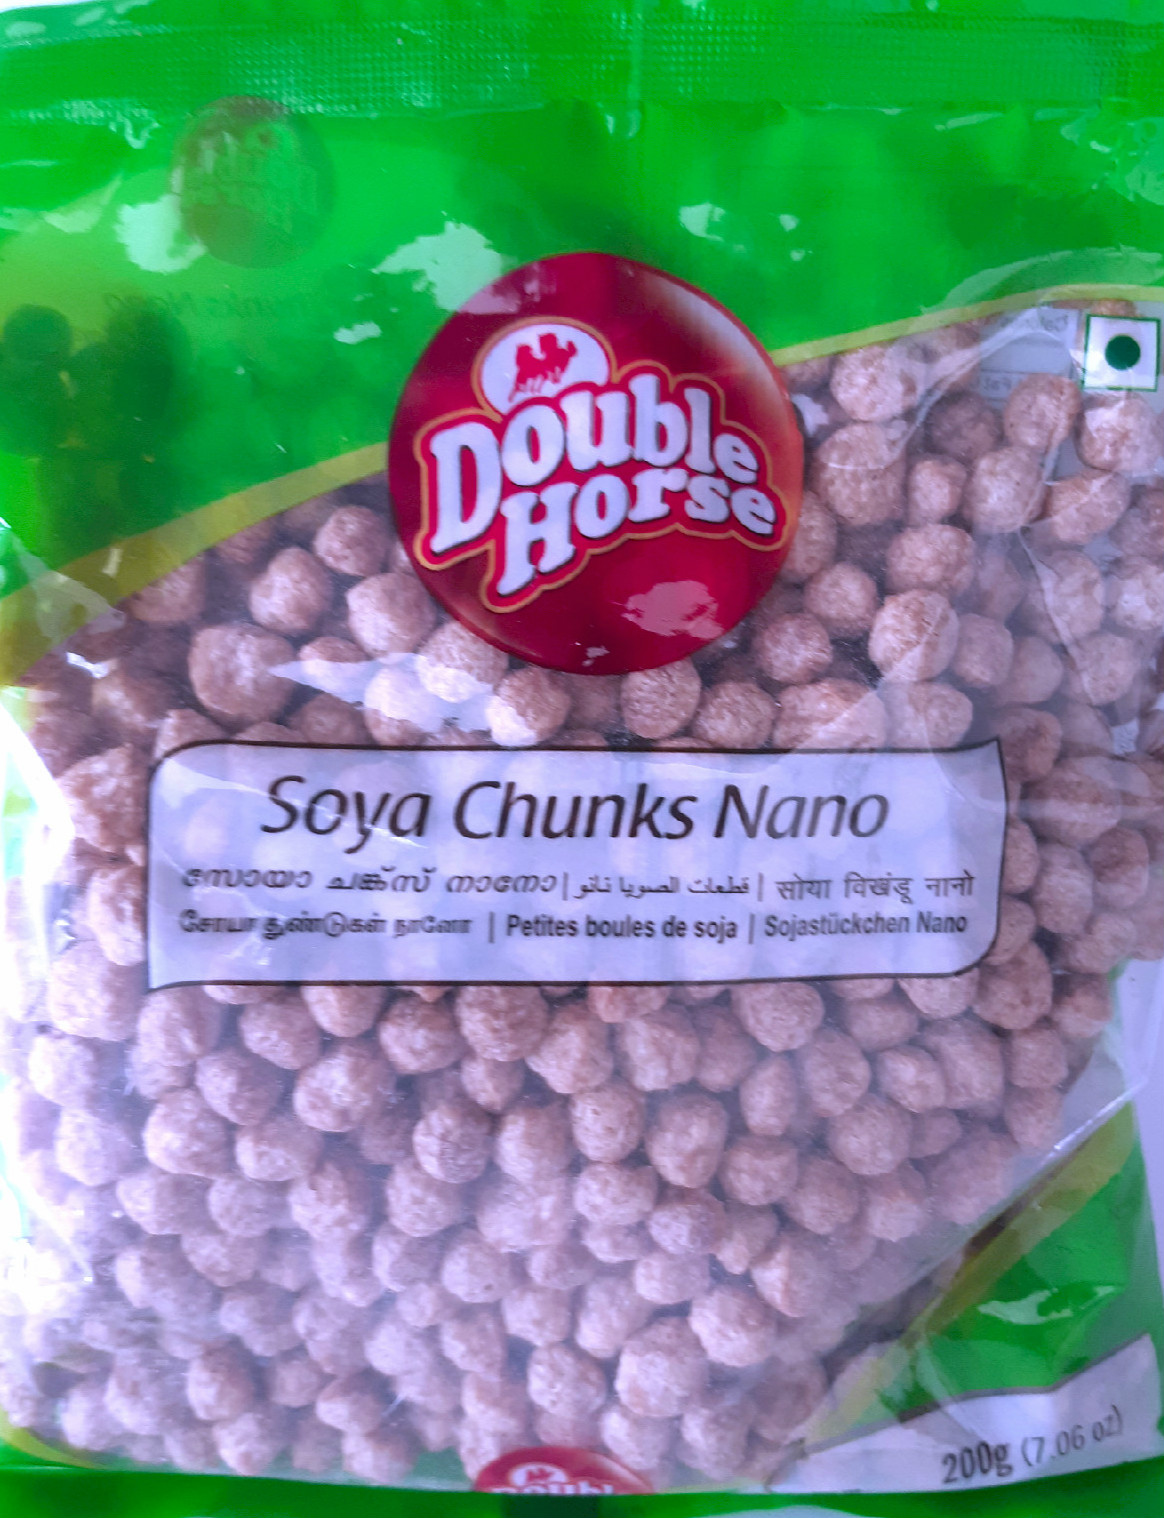 Double
Horse
Soya Chunks Nano
സോയാ ചങ്ക്സ് നാനോ | قطعات الصويا نانو | सोया विखंडू नानो
சோயா துண்டுகள் நானோ | Petites boules de soja | Sojastückchen Nano
200g (7.06 oz)
Double